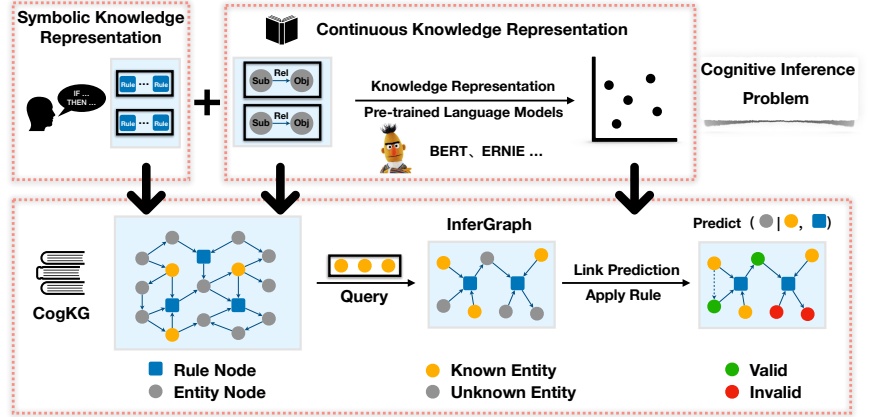 Symbolic Knowledge
Representation
IF ...
THEN ...
Rule ... Rule
Rule ... Rule
Continuous Knowledge Representation
Sub Rel Obj
Sub Rel Obj
Knowledge Representation
Pre-trained Language Models
BERT、ERNIE ...
Cognitive Inference
Problem
CogKG
Query
InferGraph
Link Prediction
Apply Rule
Predict ( | , )
Rule Node
Entity Node
Known Entity
Unknown Entity
Valid
Invalid